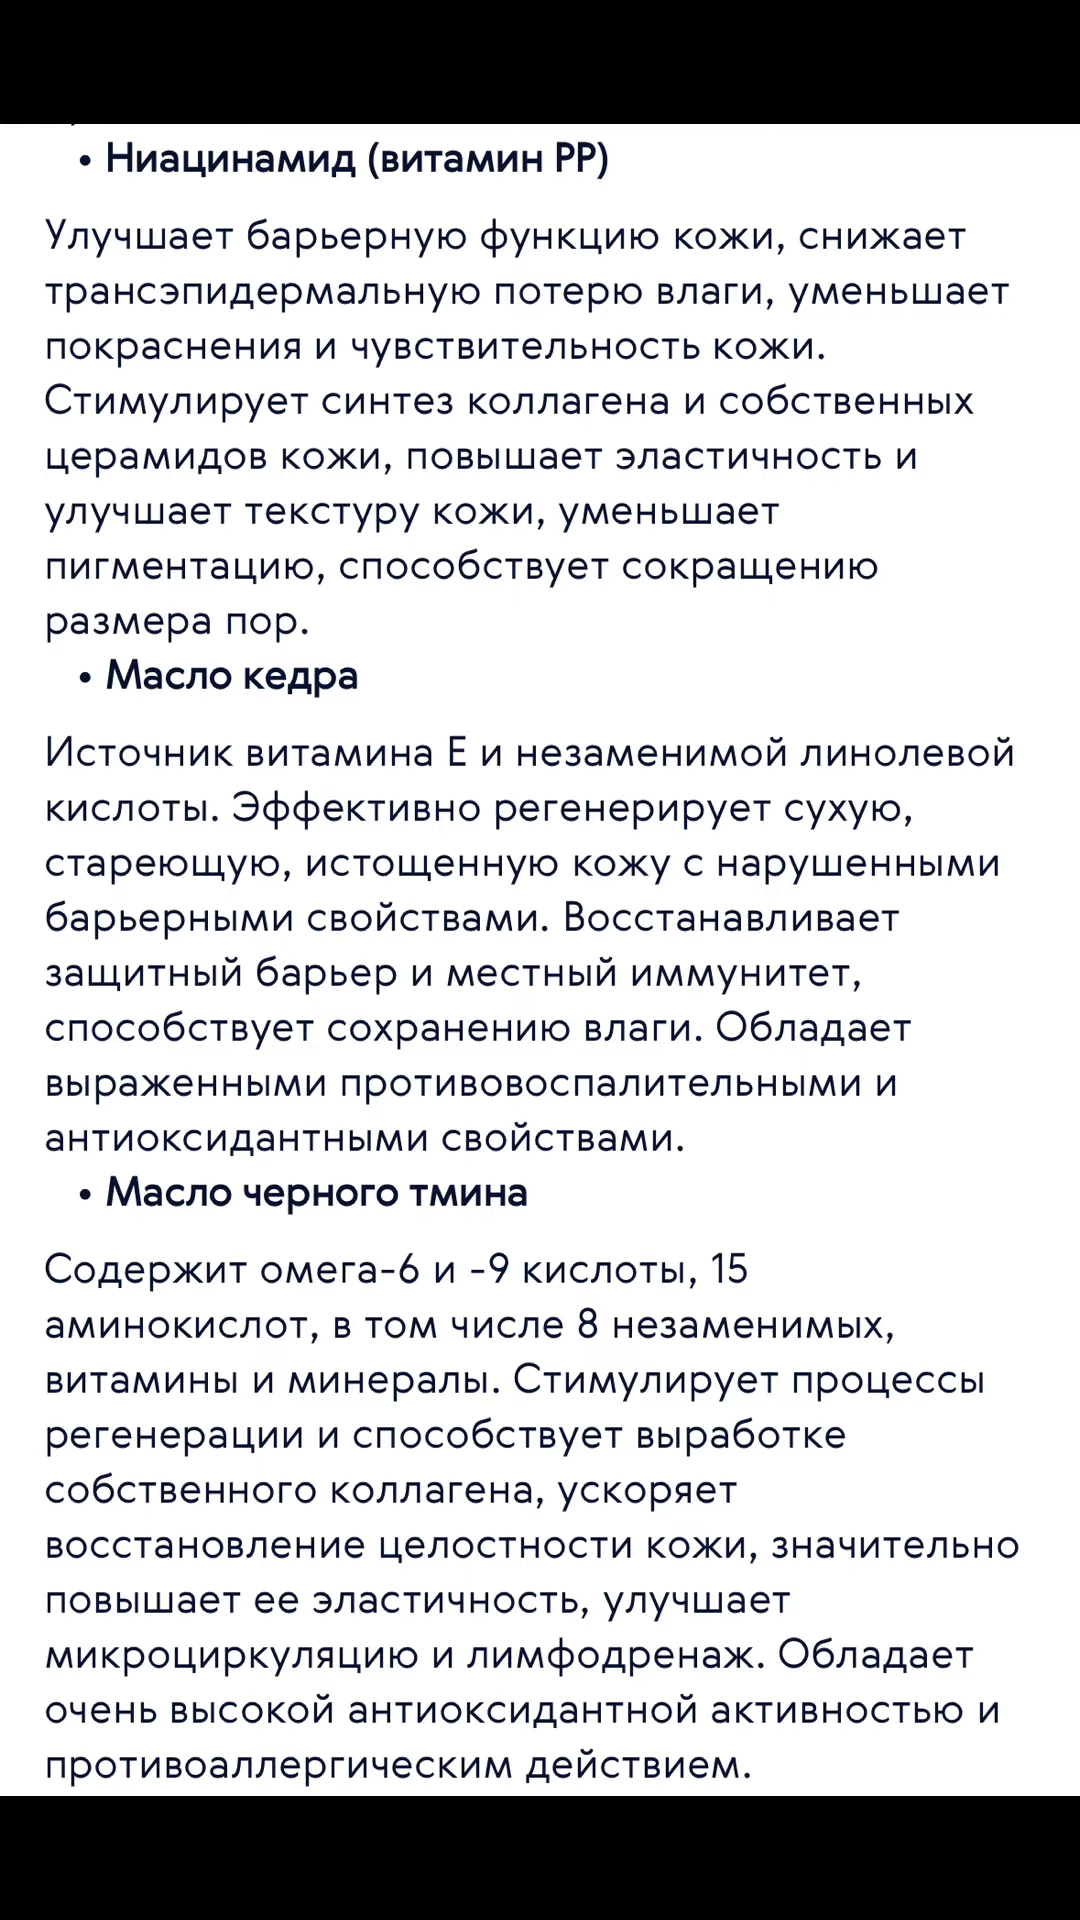 • Ниацинамид (витамин РР)
Улучшает барьерную функцию кожи, снижает
трансэпидермальную потерю влаги, уменьшает
покраснения и чувствительность кожи.
Стимулирует синтез коллагена и собственных
церамидов кожи, повышает эластичность и
улучшает текстуру кожи, уменьшает
пигментацию, способствует сокращению
размера пор.
• Масло кедра
Источник витамина Е и незаменимой линолевой
кислоты. Эффективно регенерирует сухую,
стареющую, истощенную кожу с нарушенными
барьерными свойствами. Восстанавливает
защитный барьер и местный иммунитет,
способствует сохранению влаги. Обладает
выраженными противовоспалительными и
антиоксидантными свойствами.
• Масло черного тмина
Содержит омега-6 и -9 кислоты, 15
аминокислот, в том числе 8 незаменимых,
витамины и минералы. Стимулирует процессы
регенерации и способствует выработке
собственного коллагена, ускоряет
восстановление целостности кожи, значительно
повышает ее эластичность, улучшает
микроциркуляцию и лимфодренаж. Обладает
очень высокой антиоксидантной активностью и
противоаллергическим действием.